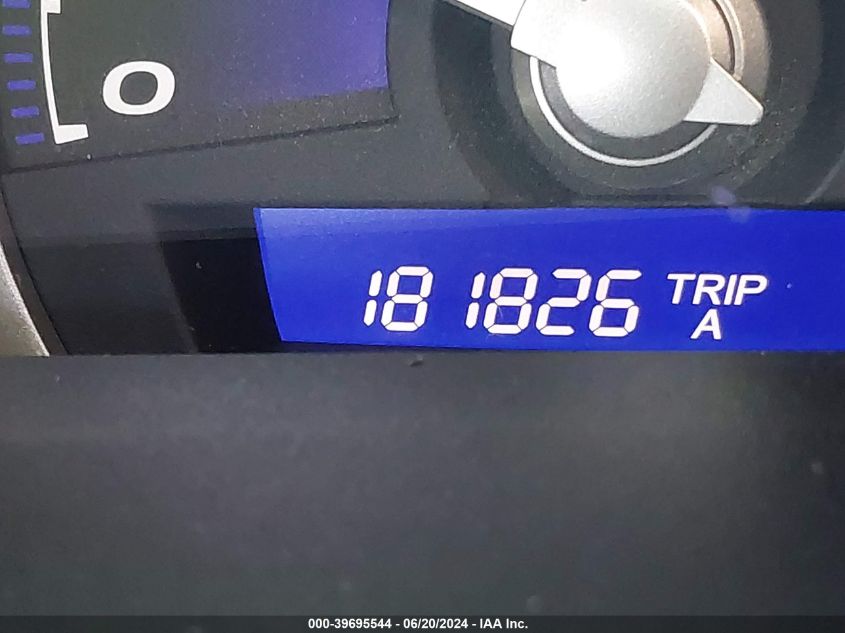 0
181826 TRIP
A
000-39695544 - 06/20/2024 - IAA Inc.